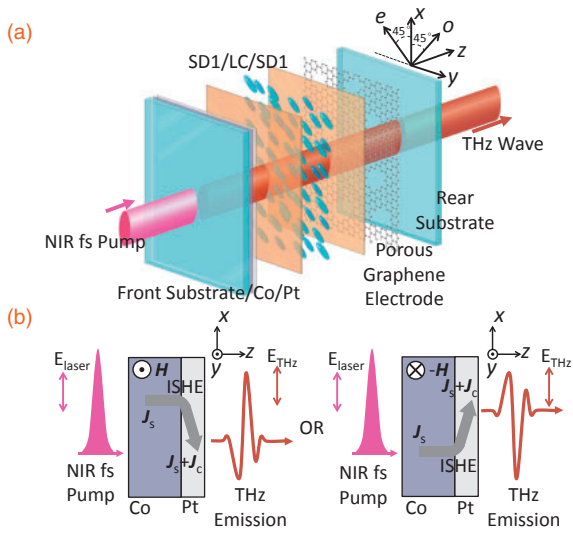 (a)
e
x
o
45°
45°
z
y
SD1/LC/SD1
THz Wave
NIR fs Pump
Rear
Substrate
Porous
Graphene
Electrode
Front Substrate/Co/Pt
(b)
E_laser
H
ISHE
J_s
J_s+J_c
NIR fs
Pump
Co
Pt
x
y
z
E_THz
THz
Emission
OR
E_laser
-H
J_s+J_c
J_s
ISHE
NIR fs
Pump
Co
Pt
x
y
z
E_THz
THz
Emission